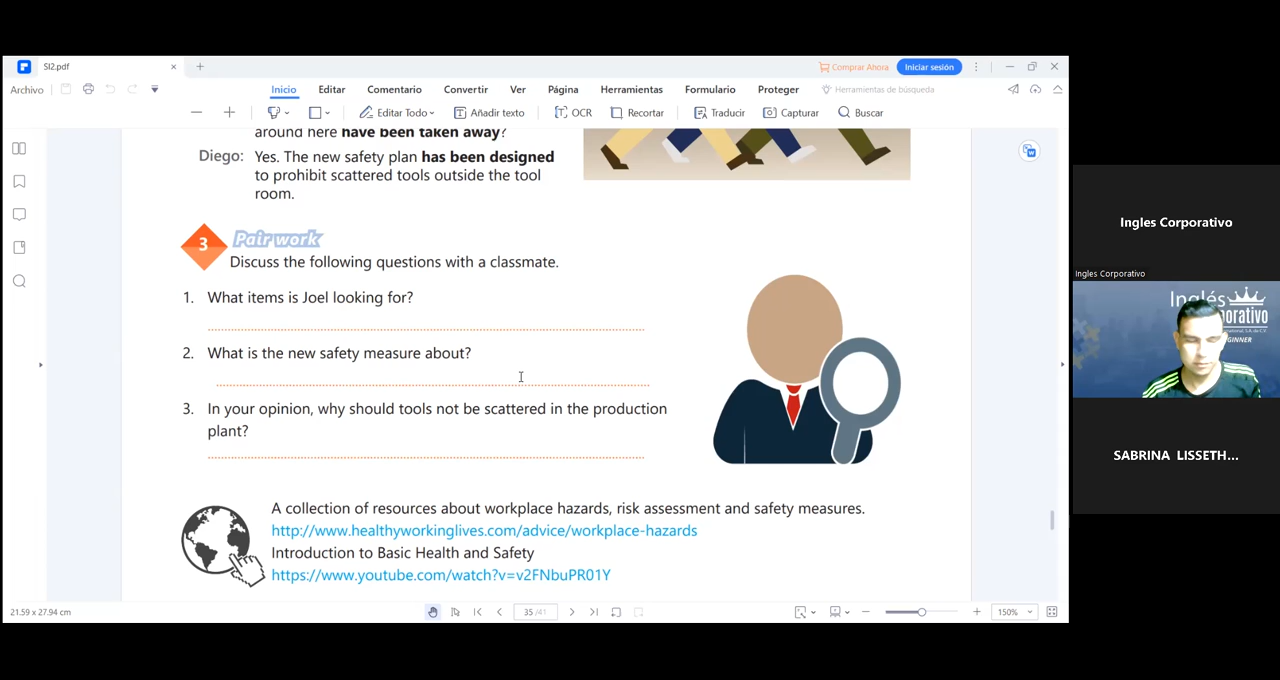 SI2.pdf
Comprar Ahora
Iniciar sesión
Archivo
Inicio
Editar
Comentario
Convertir
Ver
Página
Herramientas
Formulario
Proteger
Herramientas de búsqueda
Editar Todo
Añadir texto
OCR
Recortar
Traducir
Capturar
Buscar
around here have been taken away?
Diego: Yes. The new safety plan has been designed
to prohibit scattered tools outside the tool
room.
3 Pair work
Discuss the following questions with a classmate.
1. What items is Joel looking for?
2. What is the new safety measure about?
3. In your opinion, why should tools not be scattered in the production
plant?
A collection of resources about workplace hazards, risk assessment and safety measures.
http://www.healthyworkinglives.com/advice/workplace-hazards
Introduction to Basic Health and Safety
https://www.youtube.com/watch?v=v2FNbuPR01Y
21.59 x 27.94 cm
35 /41
150%
Ingles Corporativo
Ingles Corporativo
Inglés
SABRINA LISSETH...